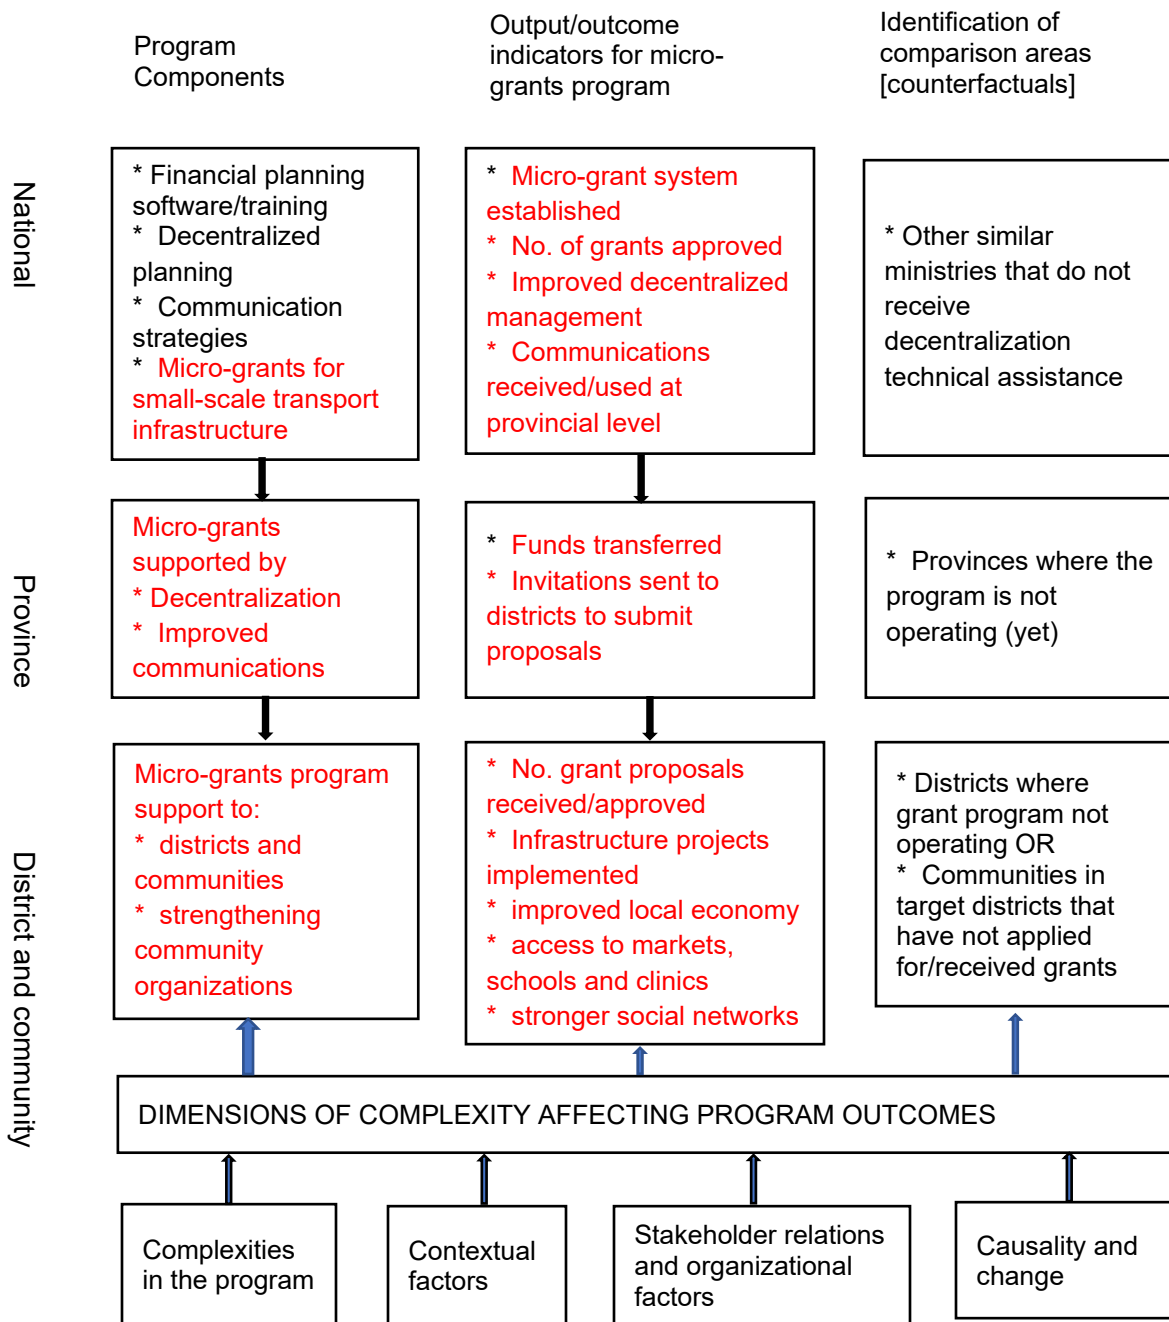 Program
Components
Output/outcome
indicators for micro-
grants program
Identification of
comparison areas
[counterfactuals]
National
* Financial planning
software/training
* Decentralized
planning
* Communication
strategies
* Micro-grants for
small-scale transport
infrastructure
* Micro-grant system
established
* No. of grants approved
* Improved decentralized
management
* Communications
received/used at
provincial level
* Other similar
ministries that do not
receive
decentralization
technical assistance
Province
Micro-grants
supported by
* Decentralization
* Improved
communications
* Funds transferred
* Invitations sent to
districts to submit
proposals
* Provinces where the
program is not
operating (yet)
District and community
Micro-grants program
support to:
* districts and
communities
* strengthening
community
organizations
* No. grant proposals
received/approved
* Infrastructure projects
implemented
* improved local economy
* access to markets,
schools and clinics
* stronger social networks
* Districts where
grant program not
operating OR
* Communities in
target districts that
have not applied
for/received grants
DIMENSIONS OF COMPLEXITY AFFECTING PROGRAM OUTCOMES
Complexities
in the program
Contextual
factors
Stakeholder relations
and organizational
factors
Causality and
change